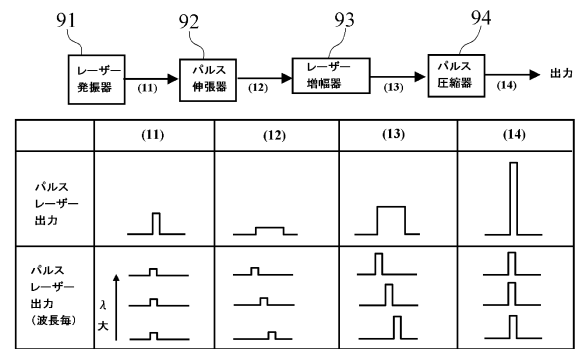 91
92
93
94
レーザー
発振器
(11)
パルス
伸張器
(12)
レーザー
増幅器
(13)
パルス
圧縮器
(14)
出力
(11)
(12)
(13)
(14)
パルス
レーザー
出力
パルス
レーザー
出力
(波長毎)
λ
大